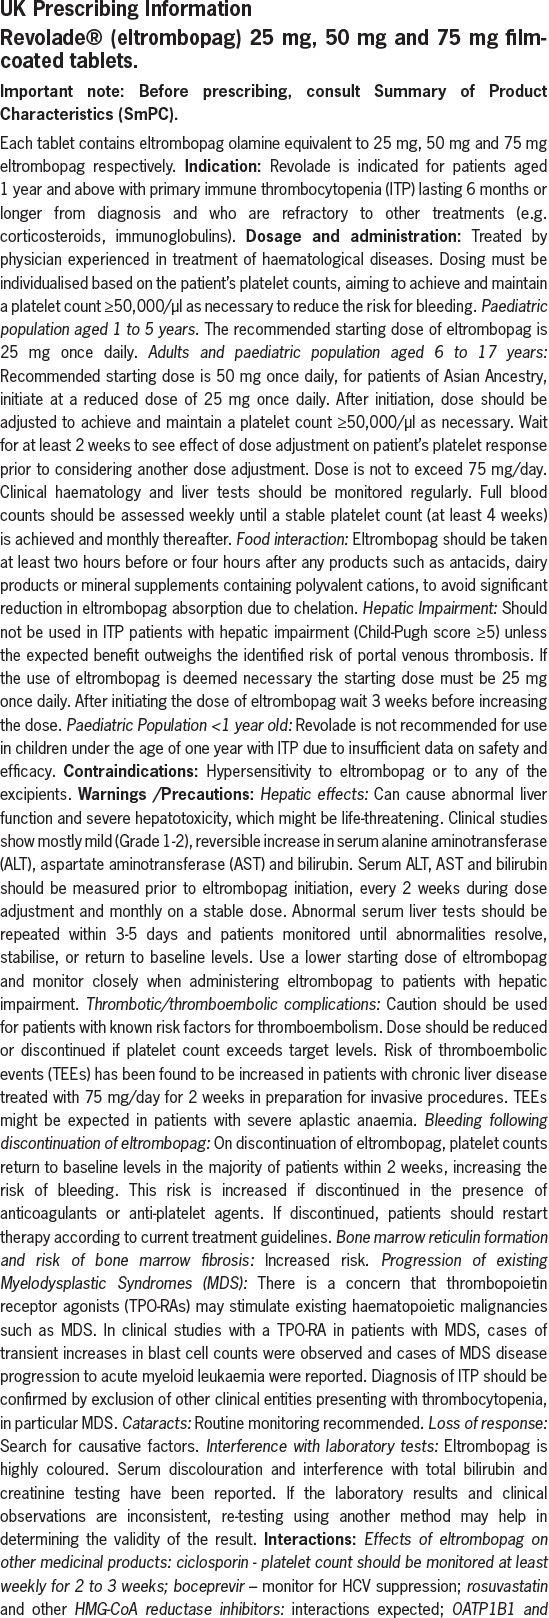 UK Prescribing Information
Revolade® (eltrombopag) 25 mg, 50 mg and 75 mg film-
coated tablets.
Important note: Before prescribing, consult Summary of Product
Characteristics (SmPC).
Each tablet contains eltrombopag olamine equivalent to 25 mg, 50 mg and 75 mg
eltrombopag respectively. Indication: Revolade is indicated for patients aged
1 year and above with primary immune thrombocytopenia (ITP) lasting 6 months or
longer from diagnosis and who are refractory to other treatments (e.g.
corticosteroids, immunoglobulins). Dosage and administration: Treated by
physician experienced in treatment of haematological diseases. Dosing must be
individualised based on the patient's platelet counts, aiming to achieve and maintain
a platelet count ≥50,000/μl as necessary to reduce the risk for bleeding. Paediatric
population aged 1 to 5 years. The recommended starting dose of eltrombopag is
25 mg once daily. Adults and paediatric population aged 6 to 17 years:
Recommended starting dose is 50 mg once daily, for patients of Asian Ancestry,
initiate at a reduced dose of 25 mg once daily. After initiation, dose should be
adjusted to achieve and maintain a platelet count ≥50,000/μl as necessary. Wait
for at least 2 weeks to see effect of dose adjustment on patient's platelet response
prior to considering another dose adjustment. Dose is not to exceed 75 mg/day.
Clinical haematology and liver tests should be monitored regularly. Full blood
counts should be assessed weekly until a stable platelet count (at least 4 weeks)
is achieved and monthly thereafter. Food interaction: Eltrombopag should be taken
at least two hours before or four hours after any products such as antacids, dairy
products or mineral supplements containing polyvalent cations, to avoid significant
reduction in eltrombopag absorption due to chelation. Hepatic Impairment: Should
not be used in ITP patients with hepatic impairment (Child-Pugh score ≥5) unless
the expected benefit outweighs the identified risk of portal venous thrombosis. If
the use of eltrombopag is deemed necessary the starting dose must be 25 mg
once daily. After initiating the dose of eltrombopag wait 3 weeks before increasing
the dose. Paediatric Population <1 year old: Revolade is not recommended for use
in children under the age of one year with ITP due to insufficient data on safety and
efficacy. Contraindications: Hypersensitivity to eltrombopag or to any of the
excipients. Warnings /Precautions: Hepatic effects: Can cause abnormal liver
function and severe hepatotoxicity, which might be life-threatening. Clinical studies
show mostly mild (Grade 1-2), reversible increase in serum alanine aminotransferase
(ALT), aspartate aminotransferase (AST) and bilirubin. Serum ALT, AST and bilirubin
should be measured prior to eltrombopag initiation, every 2 weeks during dose
adjustment and monthly on a stable dose. Abnormal serum liver tests should be
repeated within 3-5 days and patients monitored until abnormalities resolve,
stabilise, or return to baseline levels. Use a lower starting dose of eltrombopag
and monitor closely when administering eltrombopag to patients with hepatic
impairment. Thrombotic/thromboembolic complications: Caution should be used
for patients with known risk factors for thromboembolism. Dose should be reduced
or discontinued if platelet count exceeds target levels. Risk of thromboembolic
events (TEEs) has been found to be increased in patients with chronic liver disease
treated with 75 mg/day for 2 weeks in preparation for invasive procedures. TEEs
might be expected in patients with severe aplastic anaemia. Bleeding following
discontinuation of eltrombopag: On discontinuation of eltrombopag, platelet counts
return to baseline levels in the majority of patients within 2 weeks, increasing the
risk of bleeding. This risk is increased if discontinued in the presence of
anticoagulants or anti-platelet agents. If discontinued, patients should restart
therapy according to current treatment guidelines. Bone marrow reticulin formation
and risk of bone marrow fibrosis: Increased risk. Progression of existing
Myelodysplastic Syndromes (MDS): There is a concern that thrombopoietin
receptor agonists (TPO-RAs) may stimulate existing haematopoietic malignancies
such as MDS. In clinical studies with a TPO-RA in patients with MDS, cases of
transient increases in blast cell counts were observed and cases of MDS disease
progression to acute myeloid leukaemia were reported. Diagnosis of ITP should be
confirmed by exclusion of other clinical entities presenting with thrombocytopenia,
in particular MDS. Cataracts: Routine monitoring recommended. Loss of response:
Search for causative factors. Interference with laboratory tests: Eltrombopag is
highly coloured. Serum discolouration and interference with total bilirubin and
creatinine testing have been reported. If the laboratory results and clinical
observations are inconsistent, re-testing using another method may help in
determining the validity of the result. Interactions: Effects of eltrombopag on
other medicinal products: ciclosporin - platelet count should be monitored at least
weekly for 2 to 3 weeks; boceprevir – monitor for HCV suppression; rosuvastatin
and other HMG-CoA reductase inhibitors: interactions expected; OATP1B1 and